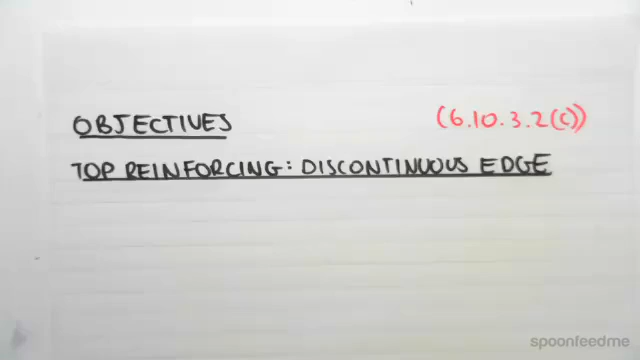 OBJECTIVES (6.10.3.2(c))
TOP REINFORCING: DISCONTINUOUS EDGE
spoonfeedme